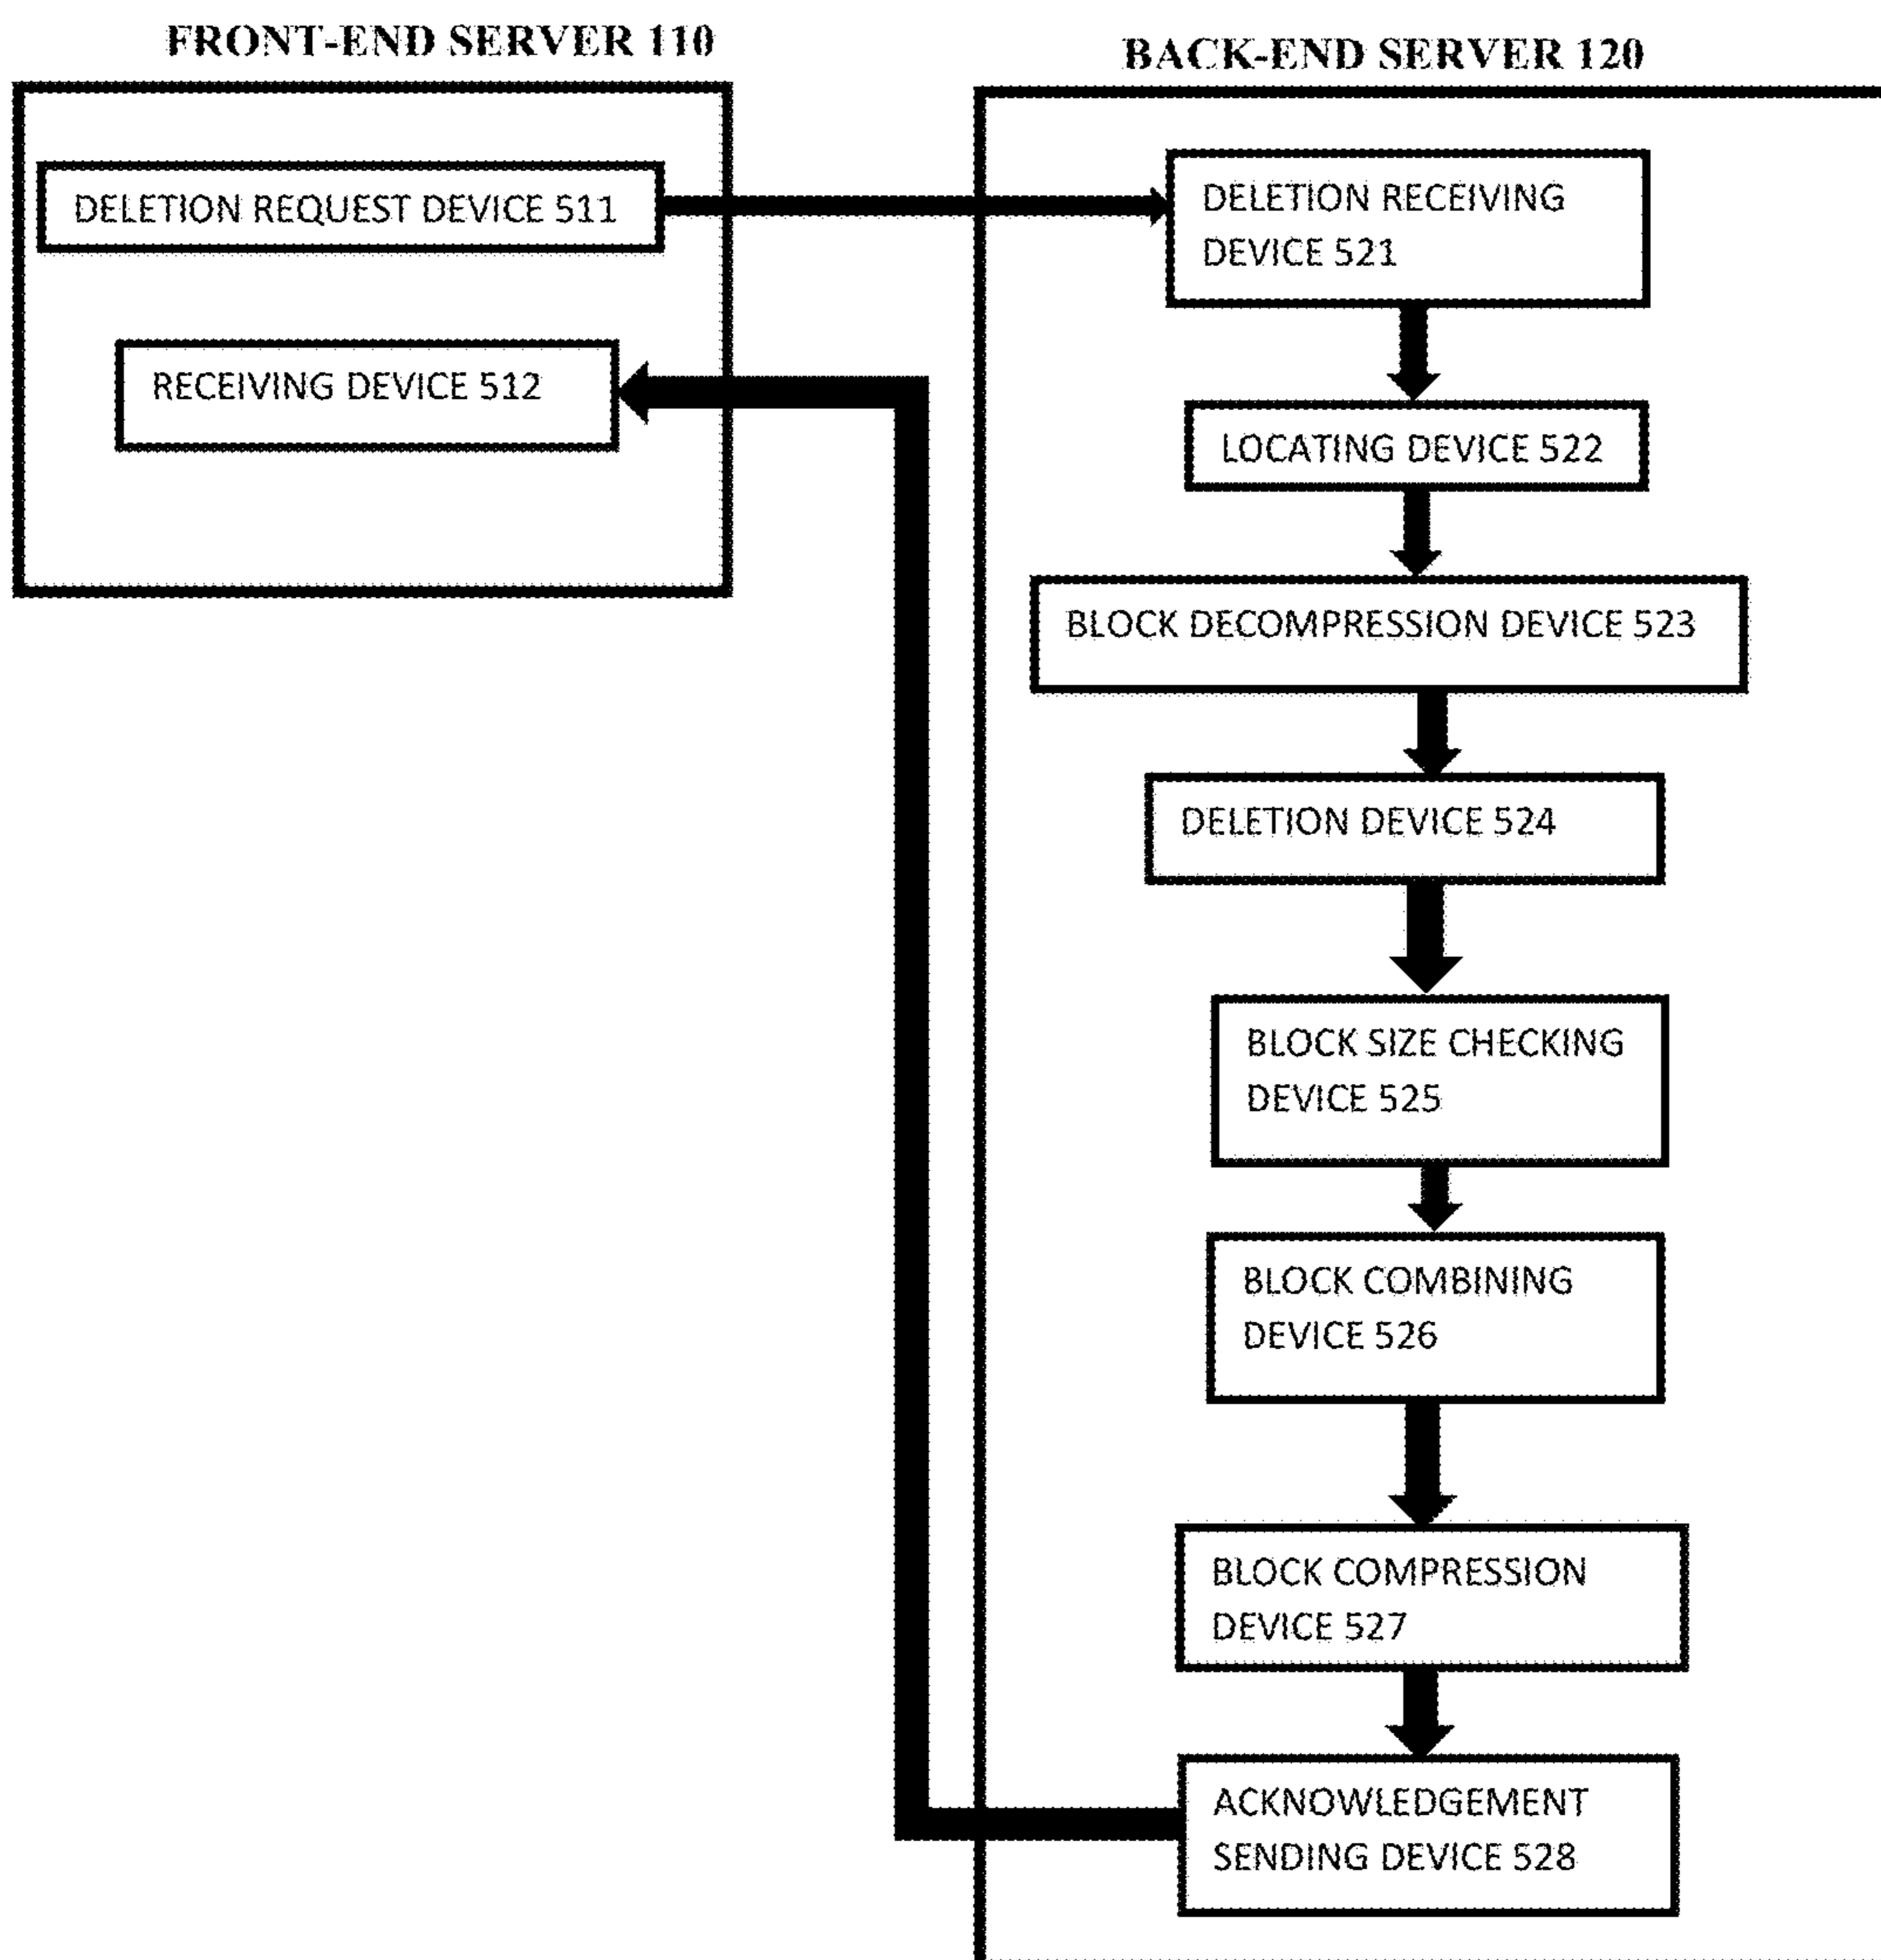 FRONT-END SERVER 110
DELETION REQUEST DEVICE 511
RECEIVING DEVICE 512
BACK-END SERVER 120
DELETION RECEIVING
DEVICE 521
LOCATING DEVICE 522
BLOCK DECOMPRESSION DEVICE 523
DELETION DEVICE 524
BLOCK SIZE CHECKING
DEVICE 525
BLOCK COMBINING
DEVICE 526
BLOCK COMPRESSION
DEVICE 527
ACKNOWLEDGEMENT
SENDING DEVICE 528